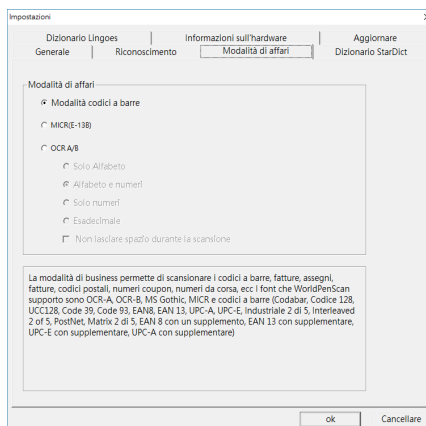 Impostazioni
Dizionario Lingoes | Informazioni sull'hardware | Aggiornare
Generale | Riconoscimento | Modalità di affari | Dizionario StarDict
Modalità di affari
Modalità codici a barre
MICR(E-13B)
OCR A/B
Solo Alfabeto
Alfabeto e numeri
Solo numeri
Esadecimale
Non lasciare spazio durante la scansione
La modalità di business permette di scansionare i codici a barre, fatture, assegni,
fatture, codici postali, numeri coupon, numeri da corsa, ecc I font che WorldPenScan
supporto sono OCR-A, OCR-B, MS Gothic, MICR e codici a barre (Codabar, Codice 128,
UCC128, Code 39, Code 93, EAN8, EAN 13, UPC-A, UPC-E, Industriale 2 di 5, Interleaved
2 of 5, PostNet, Matrix 2 di 5, EAN 8 con un supplemento, EAN 13 con supplementare,
UPC-E con supplementare, UPC-A con supplementare)
ok
Cancellare